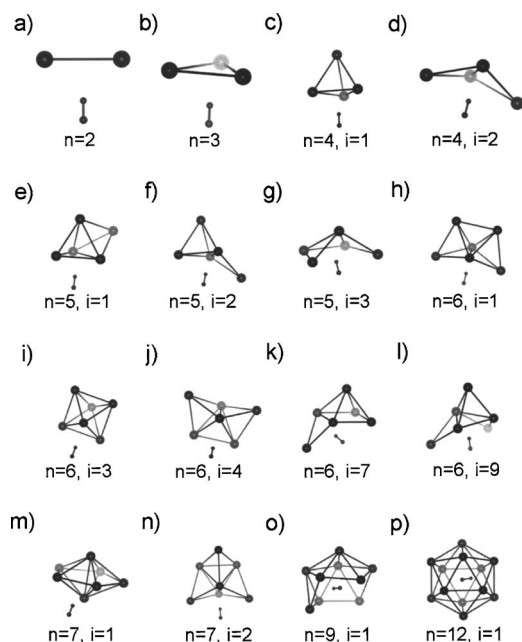 a) b) c) d)
n=2 n=3 n=4, i=1 n=4, i=2
e) f) g) h)
n=5, i=1 n=5, i=2 n=5, i=3 n=6, i=1
i) j) k) l)
n=6, i=3 n=6, i=4 n=6, i=7 n=6, i=9
m) n) o) p)
n=7, i=1 n=7, i=2 n=9, i=1 n=12, i=1